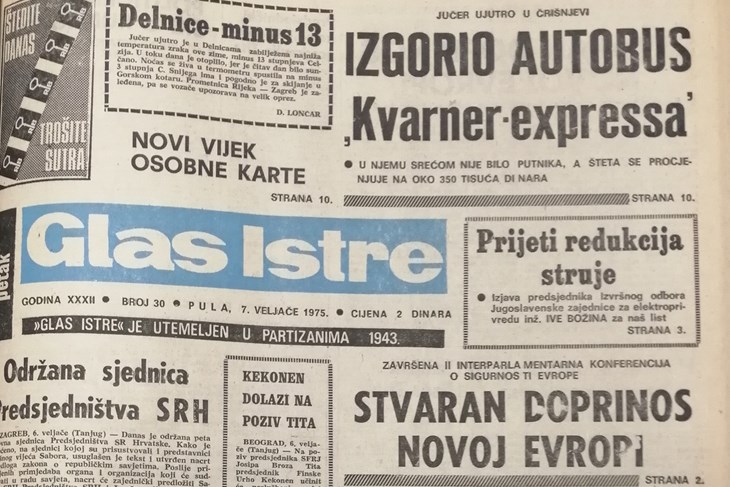 ŠTEDITE
DANAS
TROŠITE
SUTRA
Delnice-minus 13
Jučer ujutro je u Delnicama zabilježena najniža
temperatura zraka ove zime, minus 13 stupnjeva Cel-
zija. U toku dana je otoplilo, jer je čitav dan bilo sun-
čano. Noćas se živa u termometru spustila na minus
3 stupnja C. Snijega ima i pogodno je za skijanje u
Gorskom kotaru. Prometnica Rijeka — Zagreb je za-
leđena, pa se vozače upozorava na velik oprez.
D. LONČAR
NOVI VIJEK
OSOBNE KARTE
STRANA 10.
JUČER UJUTRO U ČRIŠNJEVI
IZGORIO AUTOBUS
‚Kvarner-expressa’
● U NJEMU SREĆOM NIJE BILO PUTNIKA, A ŠTETA SE PROCJE-
NJUJE NA OKO 350 TISUĆA DINARA
STRANA 10.
petak
Glas Istre
GODINA XXXII ● BROJ 30 ● PULA, 7. VELJAČE 1975. ● CIJENA 2 DINARA
»GLAS ISTRE« JE UTEMELJEN U PARTIZANIMA 1943.
Prijeti redukcija
struje
● Izjava predsjednika Izvršnog odbora
Jugoslavenske zajednice za elektropri-
vredu inž. IVE BOŽINA za naš list
STRANA 3.
Održana sjednica
Predsjedništva SRH
ZAGREB, 6. veljače (Tanjug) — Danas je održana peta
sjednica Predsjedništva SR Hrvatske. Kako je
na sjednici kojoj su prisustvovali i predstavnici
vijeća Sabora, usuglašen je tekst i utvrđen nacrt
zakona o republičkim savjetima. Poslije pri-
primjedba organa i organizacija koji će sud-
u radu savjeta, nacrt će zajednički predložiti Sa-
KEKONEN
DOLAZI NA
POZIV TITA
BEOGRAD, 6. velja-
če (Tanjug) — Na po-
ziv predsjednika SFRJ
Josipa Broza Tita
predsjednik Finske
Urho Kekonen učinit
ZAVRŠENA II INTERPARLAMENTARNA KONFERENCIJA
O SIGURNOSTI EVROPE
STVARAN DOPRINOS
NOVOJ EVROPI
STRANA 2.